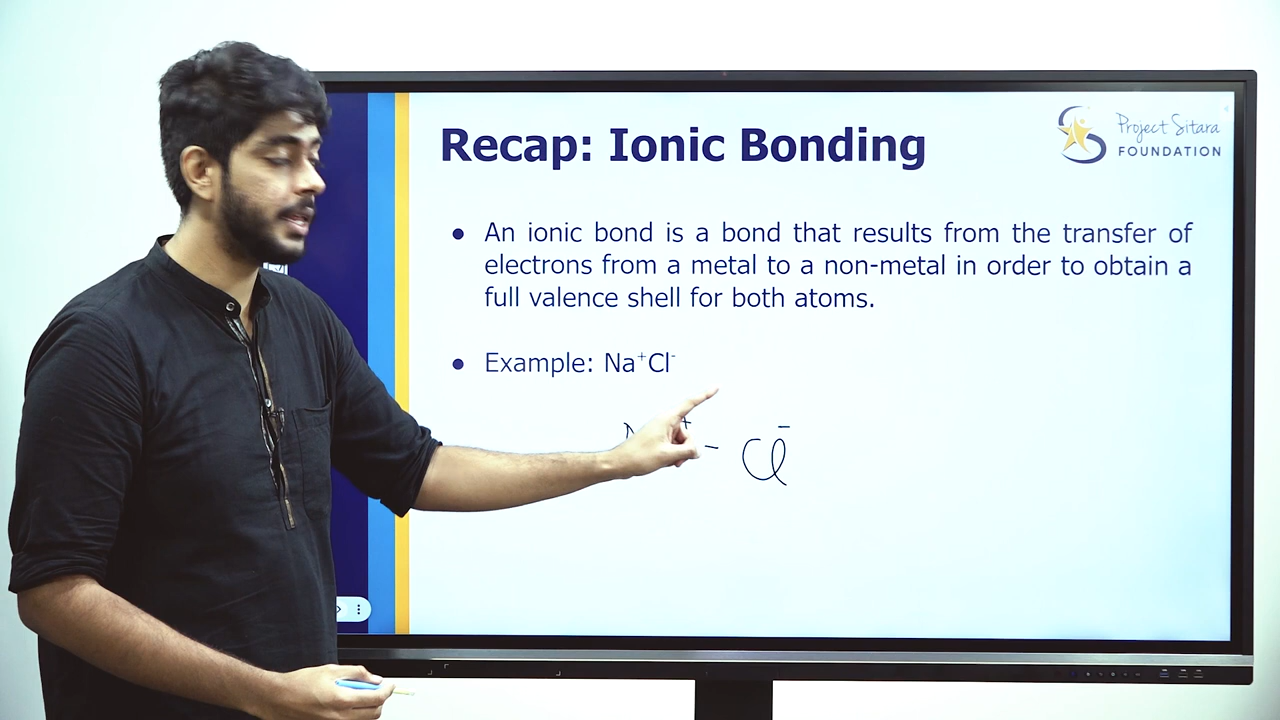 Recap: Ionic Bonding
Project Sitara
FOUNDATION
● An ionic bond is a bond that results from the transfer of
electrons from a metal to a non-metal in order to obtain a
full valence shell for both atoms.
● Example: Na⁺Cl⁻
+ – Cl⁻